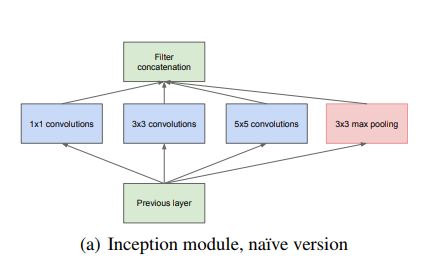 Filter
concatenation
1x1 convolutions
3x3 convolutions
5x5 convolutions
3x3 max pooling
Previous layer
(a) Inception module, naïve version